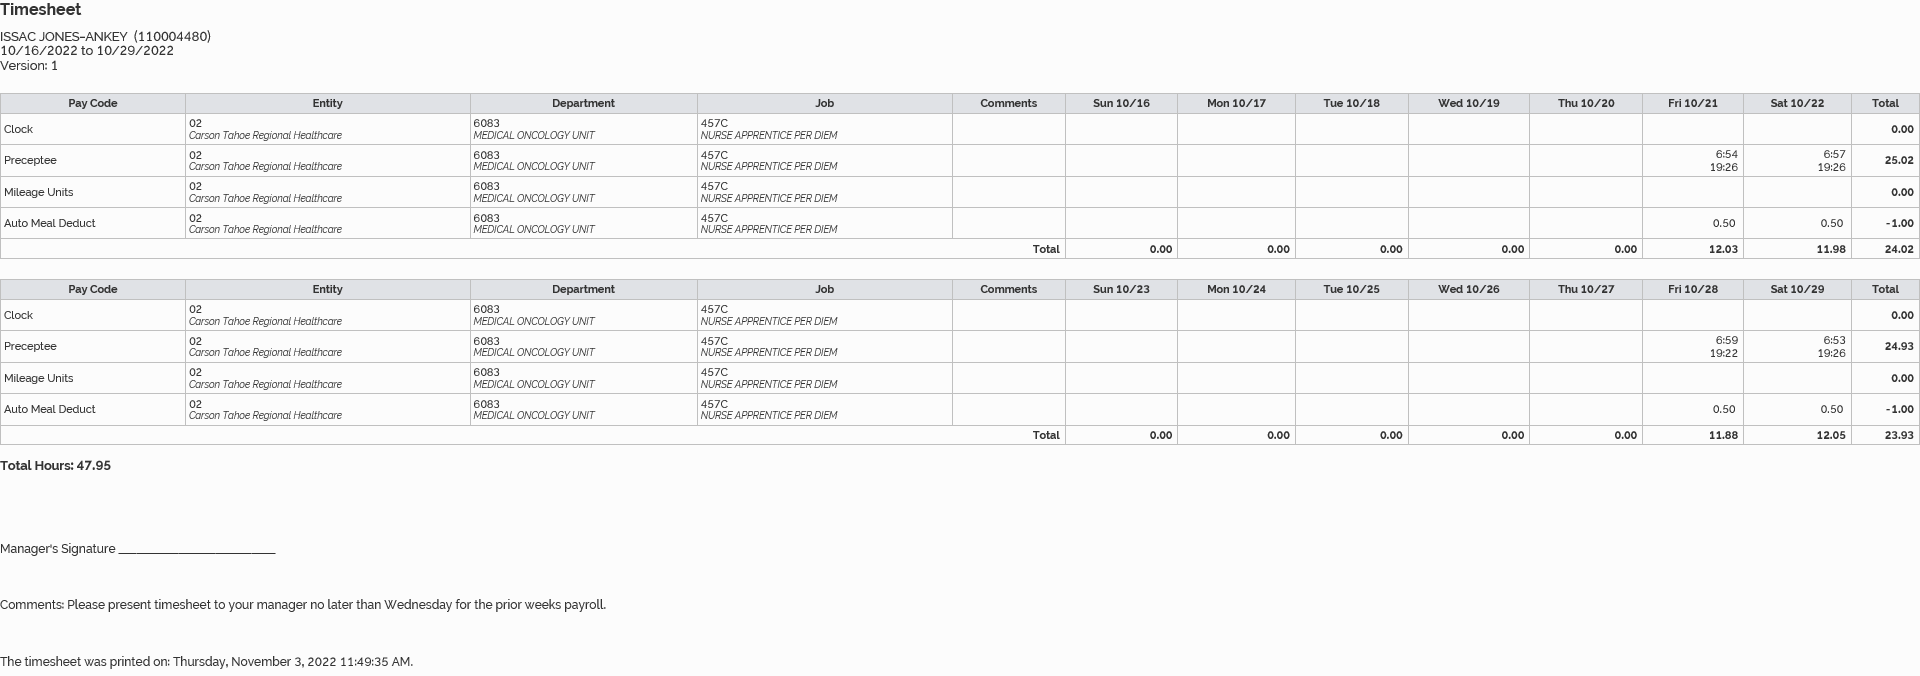 Timesheet
ISSAC JONES-ANKEY (110004480)
10/16/2022 to 10/29/2022
Version: 1
Pay Code Entity Department Job Comments Sun 10/16 Mon 10/17 Tue 10/18 Wed 10/19 Thu 10/20 Fri 10/21 Sat 10/22 Total
Clock 02 Carson Tahoe Regional Healthcare 6083 MEDICAL ONCOLOGY UNIT 457C NURSE APPRENTICE PER DIEM 0.00
Preceptee 02 Carson Tahoe Regional Healthcare 6083 MEDICAL ONCOLOGY UNIT 457C NURSE APPRENTICE PER DIEM 6:54 19:26 6:57 19:26 25.02
Mileage Units 02 Carson Tahoe Regional Healthcare 6083 MEDICAL ONCOLOGY UNIT 457C NURSE APPRENTICE PER DIEM 0.00
Auto Meal Deduct 02 Carson Tahoe Regional Healthcare 6083 MEDICAL ONCOLOGY UNIT 457C NURSE APPRENTICE PER DIEM 0.50 0.50 -1.00
Total 0.00 0.00 0.00 0.00 0.00 12.03 11.98 24.02
Pay Code Entity Department Job Comments Sun 10/23 Mon 10/24 Tue 10/25 Wed 10/26 Thu 10/27 Fri 10/28 Sat 10/29 Total
Clock 02 Carson Tahoe Regional Healthcare 6083 MEDICAL ONCOLOGY UNIT 457C NURSE APPRENTICE PER DIEM 0.00
Preceptee 02 Carson Tahoe Regional Healthcare 6083 MEDICAL ONCOLOGY UNIT 457C NURSE APPRENTICE PER DIEM 6:59 19:22 6:53 19:26 24.93
Mileage Units 02 Carson Tahoe Regional Healthcare 6083 MEDICAL ONCOLOGY UNIT 457C NURSE APPRENTICE PER DIEM 0.00
Auto Meal Deduct 02 Carson Tahoe Regional Healthcare 6083 MEDICAL ONCOLOGY UNIT 457C NURSE APPRENTICE PER DIEM 0.50 0.50 -1.00
Total 0.00 0.00 0.00 0.00 0.00 11.88 12.05 23.93
Total Hours: 47.95
Manager's Signature __________________________
Comments: Please present timesheet to your manager no later than Wednesday for the prior weeks payroll.
The timesheet was printed on: Thursday, November 3, 2022 11:49:35 AM.